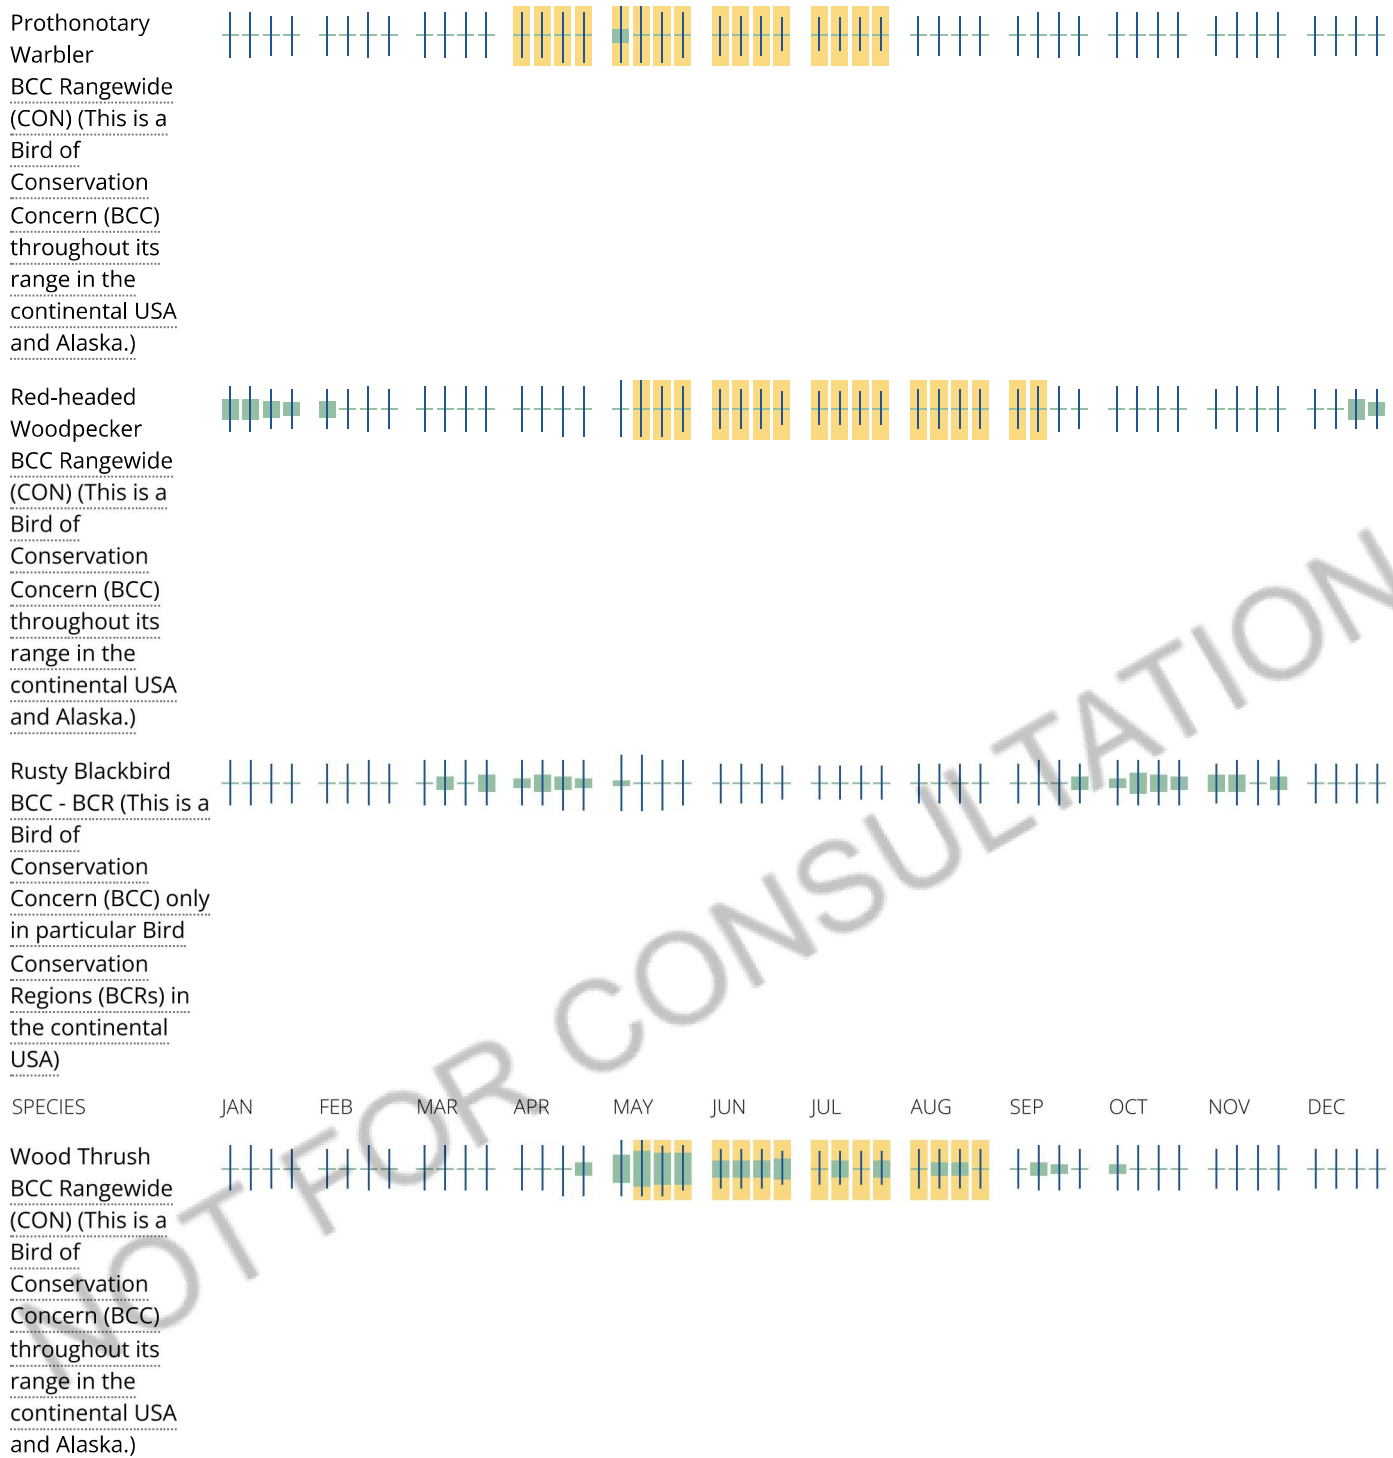 Prothonotary
Warbler
BCC Rangewide
(CON) (This is a
Bird of
Conservation
Concern (BCC)
throughout its
range in the
continental USA
and Alaska.)
Red-headed
Woodpecker
BCC Rangewide
(CON) (This is a
Bird of
Conservation
Concern (BCC)
throughout its
range in the
continental USA
and Alaska.)
Rusty Blackbird
BCC - BCR (This is a
Bird of
Conservation
Concern (BCC) only
in particular Bird
Conservation
Regions (BCRs) in
the continental
USA)
SPECIES JAN FEB MAR APR MAY JUN JUL AUG SEP OCT NOV DEC
Wood Thrush
BCC Rangewide
(CON) (This is a
Bird of
Conservation
Concern (BCC)
throughout its
range in the
continental USA
and Alaska.)
NOT FOR CONSULTATION